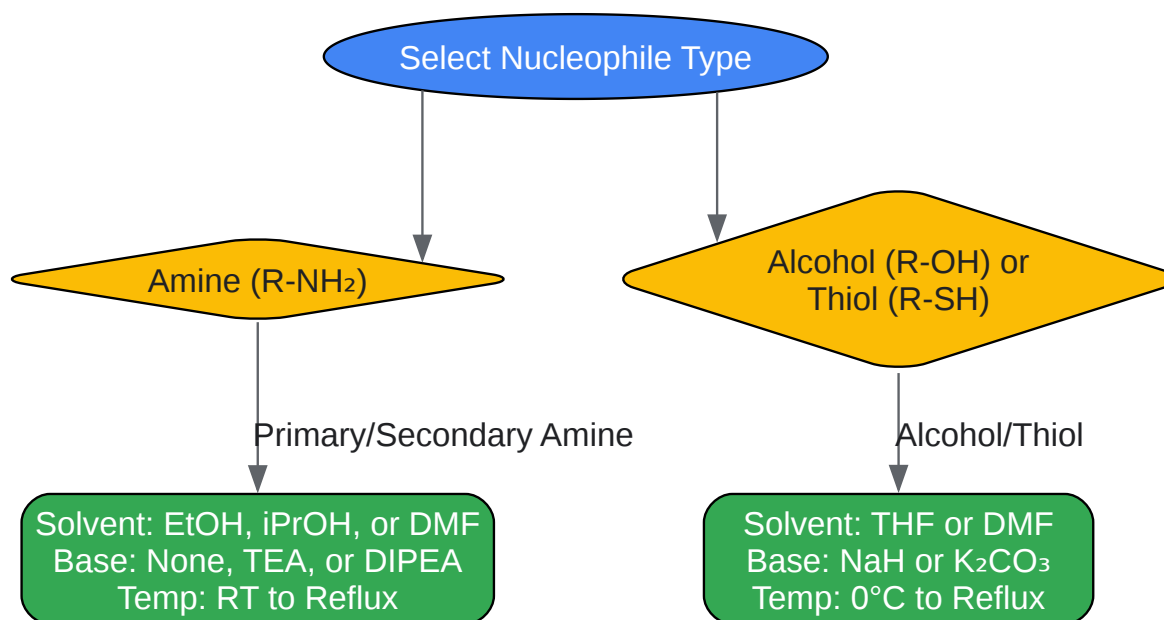 Select Nucleophile Type
Amine (R-NH₂)
Alcohol (R-OH) or
Thiol (R-SH)
Primary/Secondary Amine
Alcohol/Thiol
Solvent: EtOH, iPrOH, or DMF
Base: None, TEA, or DIPEA
Temp: RT to Reflux
Solvent: THF or DMF
Base: NaH or K₂CO₃
Temp: 0°C to Reflux